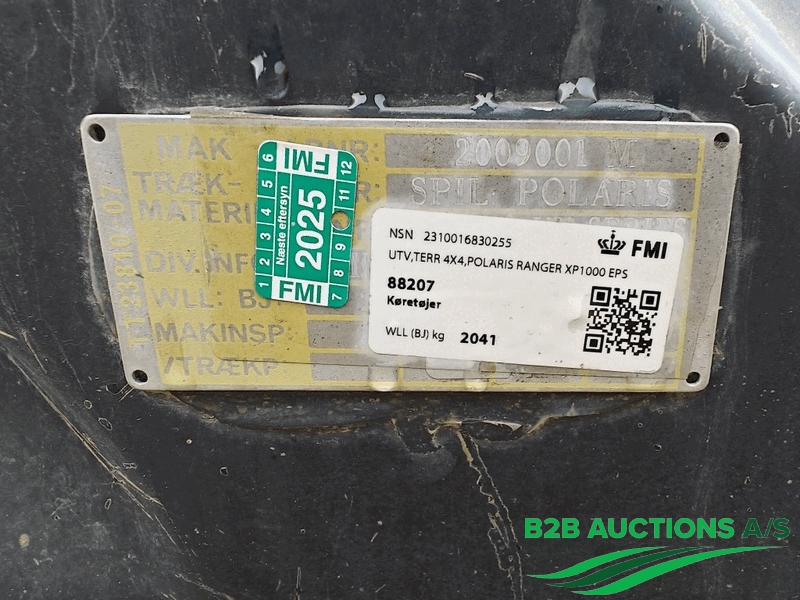 MAK
2009001 M
TRÆK-
SPIL POLARIS
MATERI
DIV.INF
WLL: BJ
MAKINSP
/TRÆKP
FMI
Næste eftersyn
2025
FMI
1 2 3 4 5 6
7 8 9 11 12
NSN 2310016830255
FMI
UTV,TERR 4X4,POLARIS RANGER XP1000 EPS
88207
Køretøjer
WLL (BJ) kg 2041
B2B AUCTIONS A/S